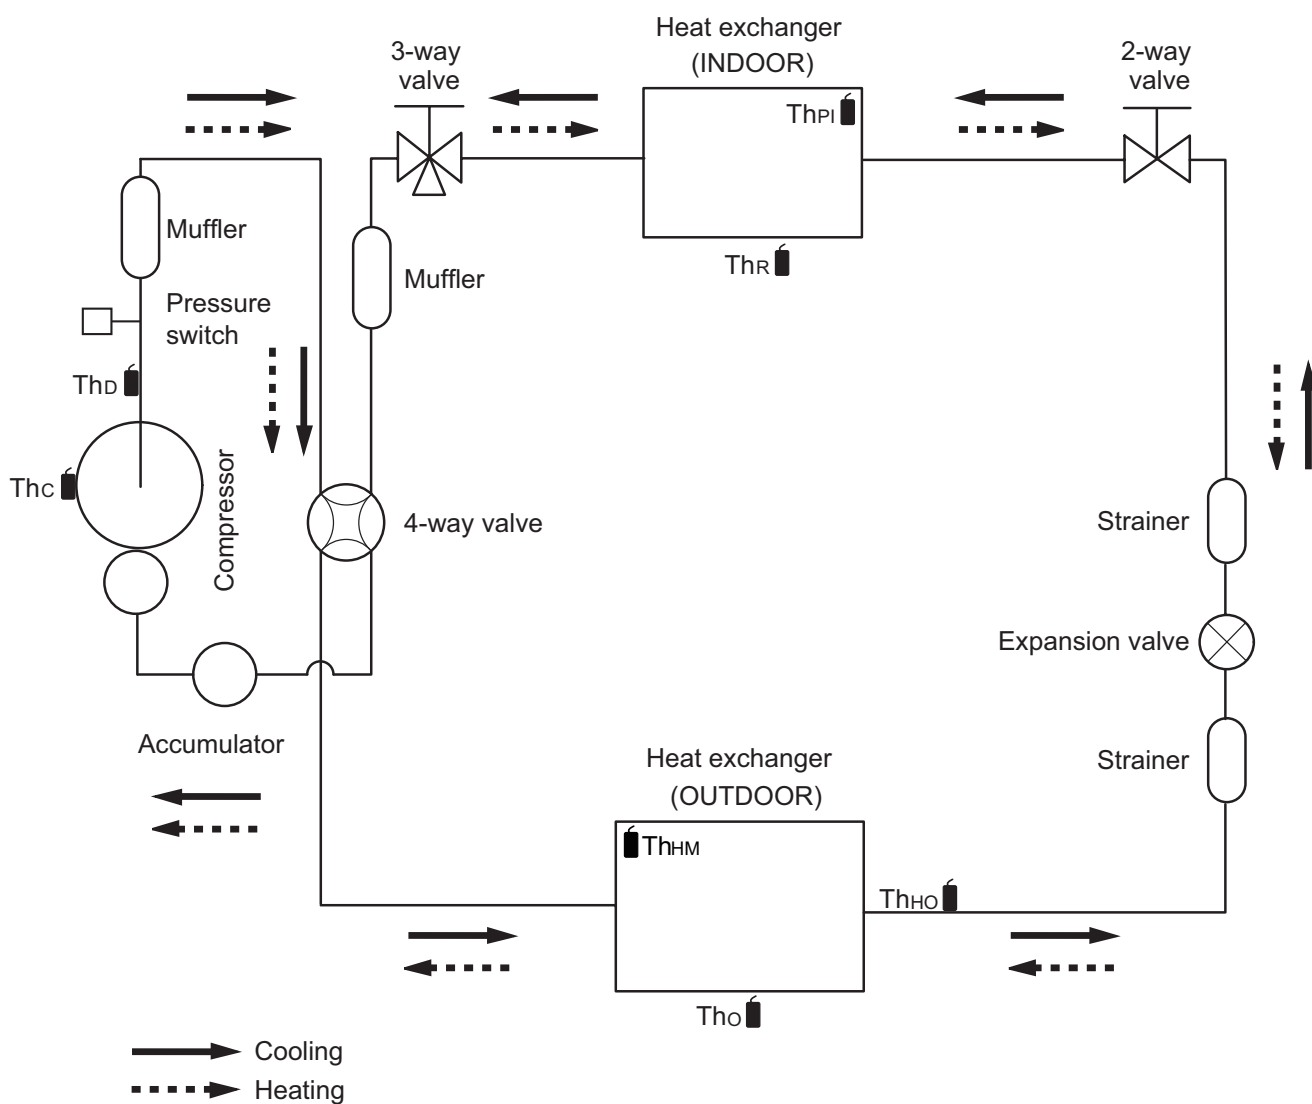 Heat exchanger
(INDOOR)
3-way
valve
2-way
valve
ThPI
Muffler
ThR
Muffler
Pressure
switch
ThD
Compressor
ThC
4-way valve
Strainer
Expansion valve
Accumulator
Strainer
Heat exchanger
(OUTDOOR)
ThHM
ThHO
ThO
Cooling
Heating